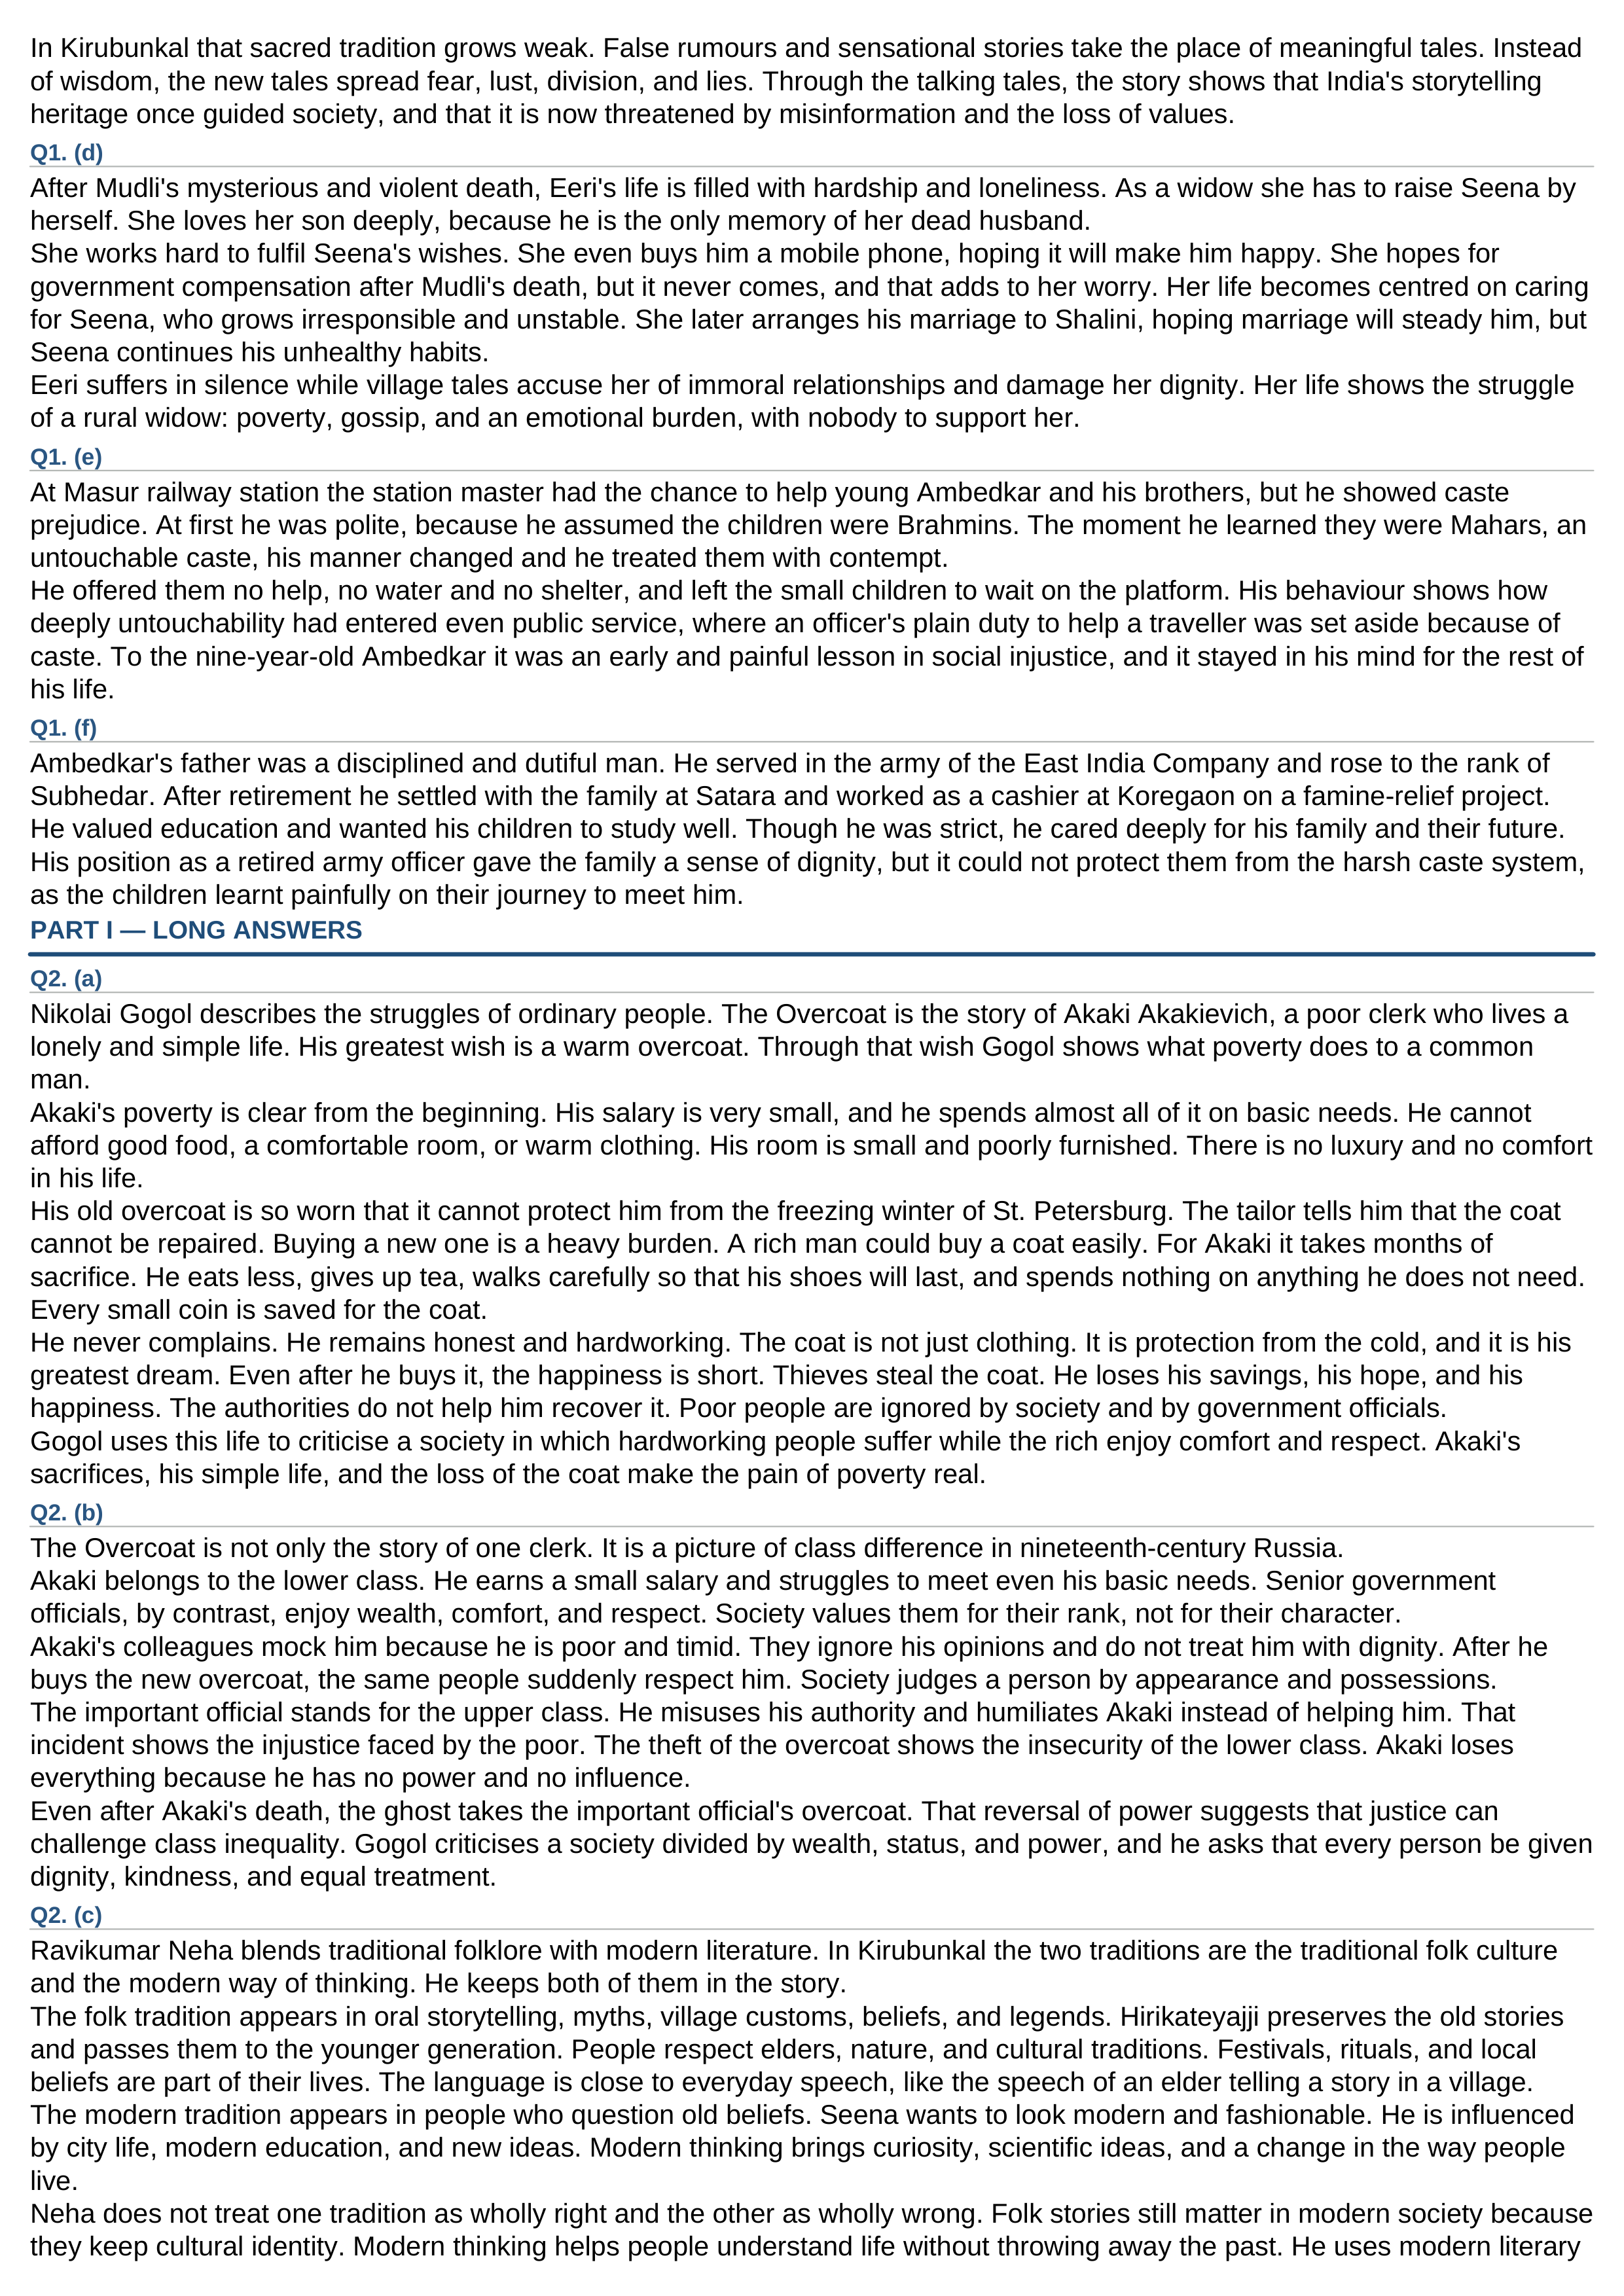 In Kirubunkal that sacred tradition grows weak. False rumours and sensational stories take the place of meaningful tales. Instead
of wisdom, the new tales spread fear, lust, division, and lies. Through the talking tales, the story shows that India's storytelling
heritage once guided society, and that it is now threatened by misinformation and the loss of values.
Q1. (d)
After Mudli's mysterious and violent death, Eeri's life is filled with hardship and loneliness. As a widow she has to raise Seena by
herself. She loves her son deeply, because he is the only memory of her dead husband.
She works hard to fulfil Seena's wishes. She even buys him a mobile phone, hoping it will make him happy. She hopes for
government compensation after Mudli's death, but it never comes, and that adds to her worry. Her life becomes centred on caring
for Seena, who grows irresponsible and unstable. She later arranges his marriage to Shalini, hoping marriage will steady him, but
Seena continues his unhealthy habits.
Eeri suffers in silence while village tales accuse her of immoral relationships and damage her dignity. Her life shows the struggle
of a rural widow: poverty, gossip, and an emotional burden, with nobody to support her.
Q1. (e)
At Masur railway station the station master had the chance to help young Ambedkar and his brothers, but he showed caste
prejudice. At first he was polite, because he assumed the children were Brahmins. The moment he learned they were Mahars, an
untouchable caste, his manner changed and he treated them with contempt.
He offered them no help, no water and no shelter, and left the small children to wait on the platform. His behaviour shows how
deeply untouchability had entered even public service, where an officer's plain duty to help a traveller was set aside because of
caste. To the nine-year-old Ambedkar it was an early and painful lesson in social injustice, and it stayed in his mind for the rest of
his life.
Q1. (f)
Ambedkar's father was a disciplined and dutiful man. He served in the army of the East India Company and rose to the rank of
Subhedar. After retirement he settled with the family at Satara and worked as a cashier at Koregaon on a famine-relief project.
He valued education and wanted his children to study well. Though he was strict, he cared deeply for his family and their future.
His position as a retired army officer gave the family a sense of dignity, but it could not protect them from the harsh caste system,
as the children learnt painfully on their journey to meet him.
PART I — LONG ANSWERS
Q2. (a)
Nikolai Gogol describes the struggles of ordinary people. The Overcoat is the story of Akaki Akakievich, a poor clerk who lives a
lonely and simple life. His greatest wish is a warm overcoat. Through that wish Gogol shows what poverty does to a common
man.
Akaki's poverty is clear from the beginning. His salary is very small, and he spends almost all of it on basic needs. He cannot
afford good food, a comfortable room, or warm clothing. His room is small and poorly furnished. There is no luxury and no comfort
in his life.
His old overcoat is so worn that it cannot protect him from the freezing winter of St. Petersburg. The tailor tells him that the coat
cannot be repaired. Buying a new one is a heavy burden. A rich man could buy a coat easily. For Akaki it takes months of
sacrifice. He eats less, gives up tea, walks carefully so that his shoes will last, and spends nothing on anything he does not need.
Every small coin is saved for the coat.
He never complains. He remains honest and hardworking. The coat is not just clothing. It is protection from the cold, and it is his
greatest dream. Even after he buys it, the happiness is short. Thieves steal the coat. He loses his savings, his hope, and his
happiness. The authorities do not help him recover it. Poor people are ignored by society and by government officials.
Gogol uses this life to criticise a society in which hardworking people suffer while the rich enjoy comfort and respect. Akaki's
sacrifices, his simple life, and the loss of the coat make the pain of poverty real.
Q2. (b)
The Overcoat is not only the story of one clerk. It is a picture of class difference in nineteenth-century Russia.
Akaki belongs to the lower class. He earns a small salary and struggles to meet even his basic needs. Senior government
officials, by contrast, enjoy wealth, comfort, and respect. Society values them for their rank, not for their character.
Akaki's colleagues mock him because he is poor and timid. They ignore his opinions and do not treat him with dignity. After he
buys the new overcoat, the same people suddenly respect him. Society judges a person by appearance and possessions.
The important official stands for the upper class. He misuses his authority and humiliates Akaki instead of helping him. That
incident shows the injustice faced by the poor. The theft of the overcoat shows the insecurity of the lower class. Akaki loses
everything because he has no power and no influence.
Even after Akaki's death, the ghost takes the important official's overcoat. That reversal of power suggests that justice can
challenge class inequality. Gogol criticises a society divided by wealth, status, and power, and he asks that every person be given
dignity, kindness, and equal treatment.
Q2. (c)
Ravikumar Neha blends traditional folklore with modern literature. In Kirubunkal the two traditions are the traditional folk culture
and the modern way of thinking. He keeps both of them in the story.
The folk tradition appears in oral storytelling, myths, village customs, beliefs, and legends. Hirikateyajji preserves the old stories
and passes them to the younger generation. People respect elders, nature, and cultural traditions. Festivals, rituals, and local
beliefs are part of their lives. The language is close to everyday speech, like the speech of an elder telling a story in a village.
The modern tradition appears in people who question old beliefs. Seena wants to look modern and fashionable. He is influenced
by city life, modern education, and new ideas. Modern thinking brings curiosity, scientific ideas, and a change in the way people
live.
Neha does not treat one tradition as wholly right and the other as wholly wrong. Folk stories still matter in modern society because
they keep cultural identity. Modern thinking helps people understand life without throwing away the past. He uses modern literary